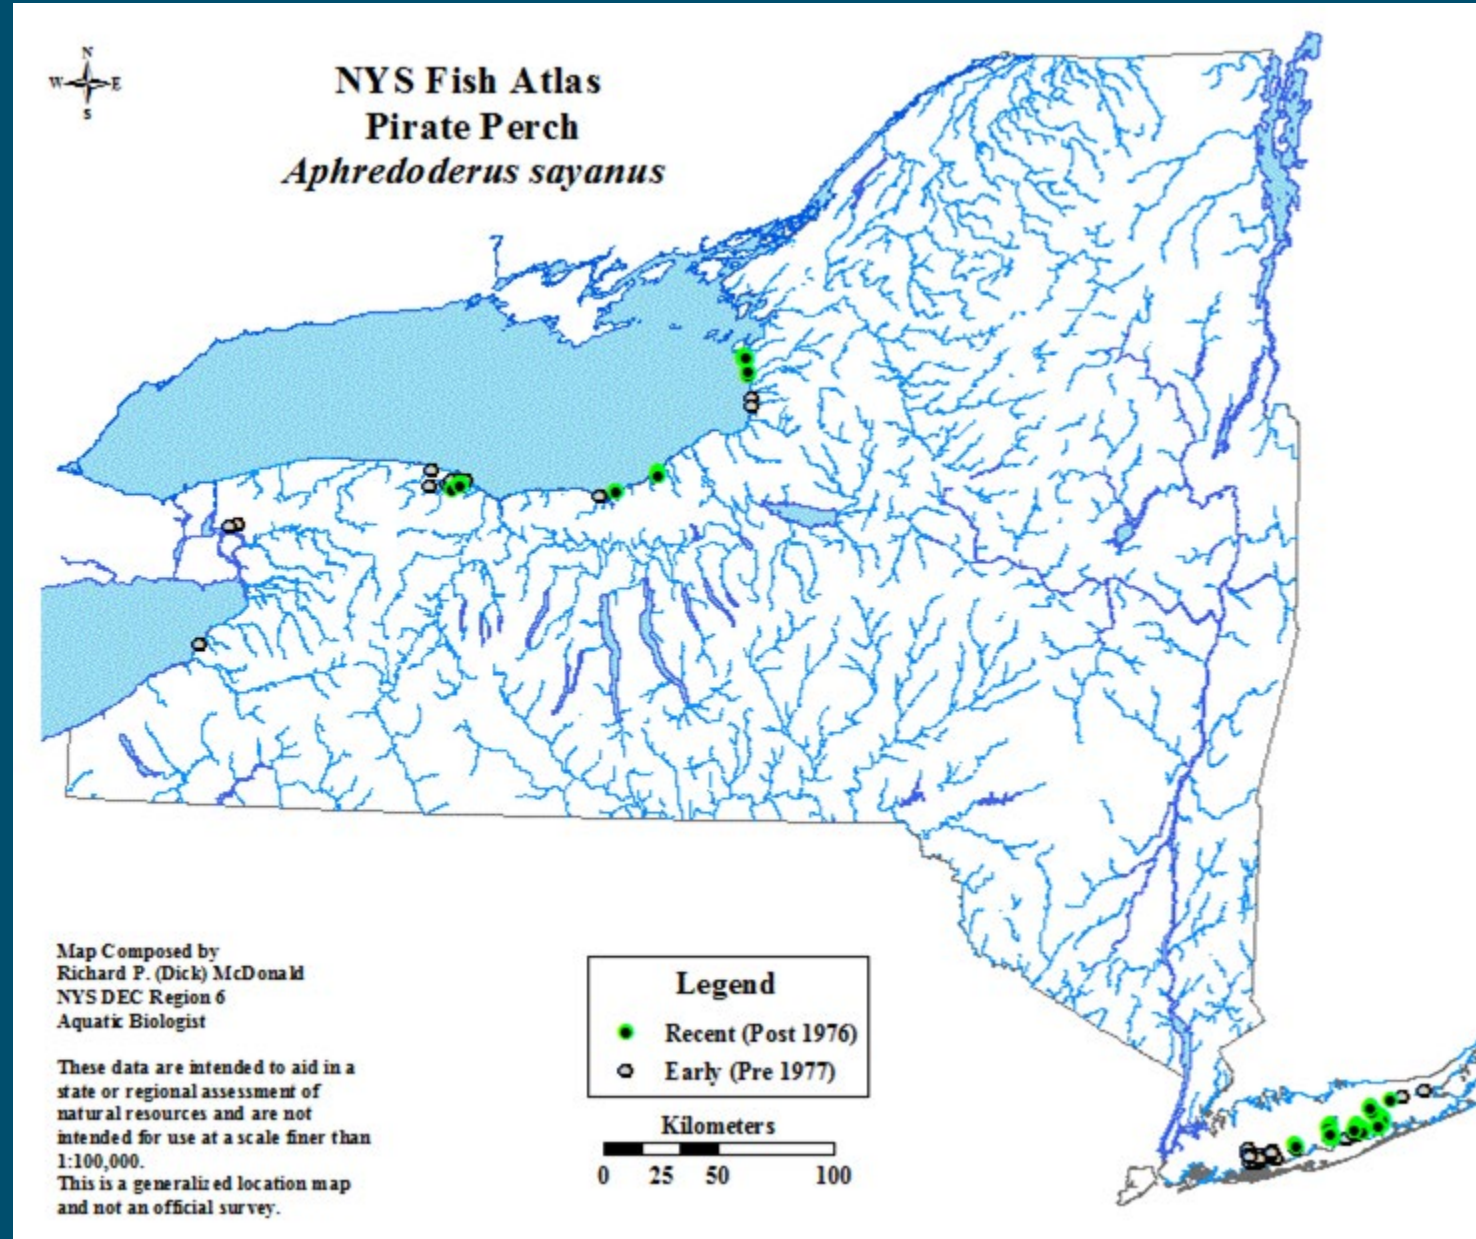 N
W E
S
NYS Fish Atlas
Pirate Perch
Aphredoderus sayanus
Map Composed by
Richard P. (Dick) McDonald
NYS DEC Region 6
Aquatic Biologist
These data are intended to aid in a
state or regional assessment of
natural resources and are not
intended for use at a scale finer than
1:100,000.
This is a generalized location map
and not an official survey.
Legend
Recent (Post 1976)
Early (Pre 1977)
Kilometers
0 25 50 100